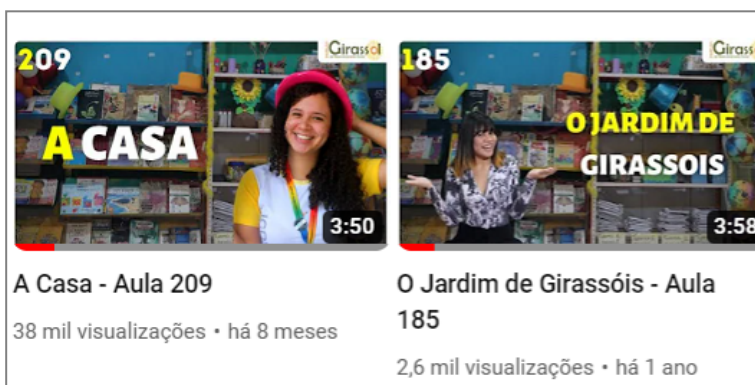 209
Girassol
A CASA
3:50
A Casa - Aula 209
38 mil visualizações • há 8 meses
185
Girass
O JARDIM DE
GIRASSOIS
3:58
O Jardim de Girassóis - Aula
185
2,6 mil visualizações • há 1 ano